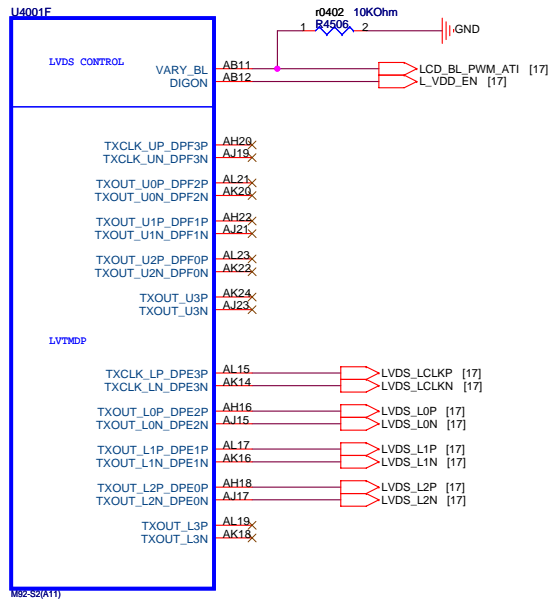 U4001F
r0402 10KOhm
R4506
1 2
GND
LVDS CONTROL
VARY_BL AB11 LCD_BL_PWM_ATI [17]
DIGON AB12 L_VDD_EN [17]
TXCLK_UP_DPF3P AH20
TXCLK_UN_DPF3N AJ19
TXOUT_U0P_DPF2P AL21
TXOUT_U0N_DPF2N AK20
TXOUT_U1P_DPF1P AH22
TXOUT_U1N_DPF1N AJ21
TXOUT_U2P_DPF0P AL23
TXOUT_U2N_DPF0N AK22
TXOUT_U3P AK24
TXOUT_U3N AJ23
LVTMDP
TXCLK_LP_DPE3P AL15 LVDS_LCLKP [17]
TXCLK_LN_DPE3N AK14 LVDS_LCLKN [17]
TXOUT_L0P_DPE2P AH16 LVDS_L0P [17]
TXOUT_L0N_DPE2N AJ15 LVDS_L0N [17]
TXOUT_L1P_DPE1P AL17 LVDS_L1P [17]
TXOUT_L1N_DPE1N AK16 LVDS_L1N [17]
TXOUT_L2P_DPE0P AH18 LVDS_L2P [17]
TXOUT_L2N_DPE0N AJ17 LVDS_L2N [17]
TXOUT_L3P AL19
TXOUT_L3N AK18
M92-S2(A11)